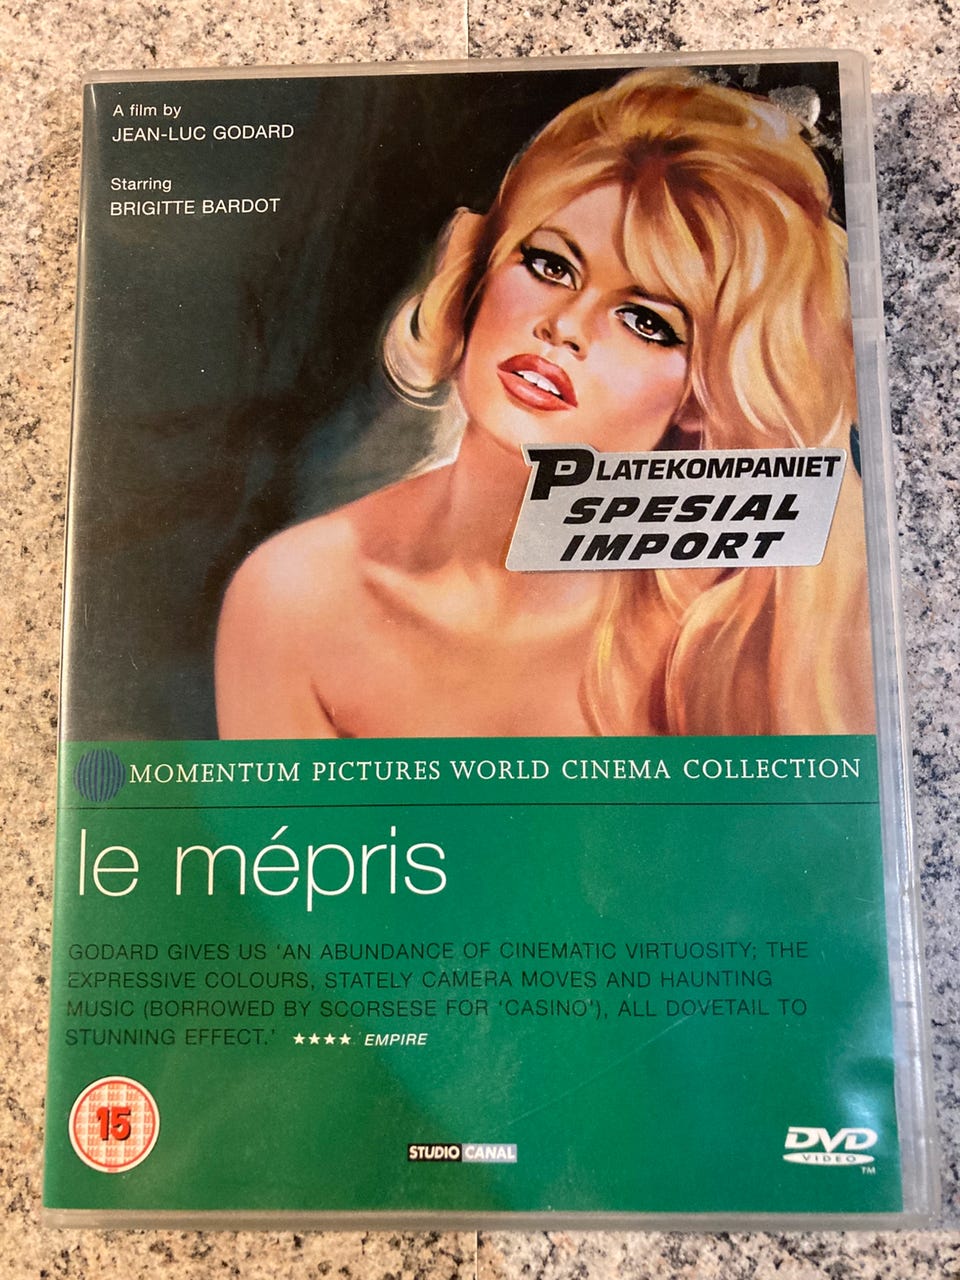 A film by
JEAN-LUC GODARD
Starring
BRIGITTE BARDOT
PLATEKOMPANIET
SPESIAL
IMPORT
MOMENTUM PICTURES WORLD CINEMA COLLECTION
le mépris
GODARD GIVES US ‘AN ABUNDANCE OF CINEMATIC VIRTUOSITY; THE
EXPRESSIVE COLOURS, STATELY CAMERA MOVES AND HAUNTING
MUSIC (BORROWED BY SCORSESE FOR ‘CASINO’), ALL DOVETAIL TO
STUNNING EFFECT.’ ★★★★ EMPIRE
15
STUDIO CANAL
DVD
VIDEO
TM